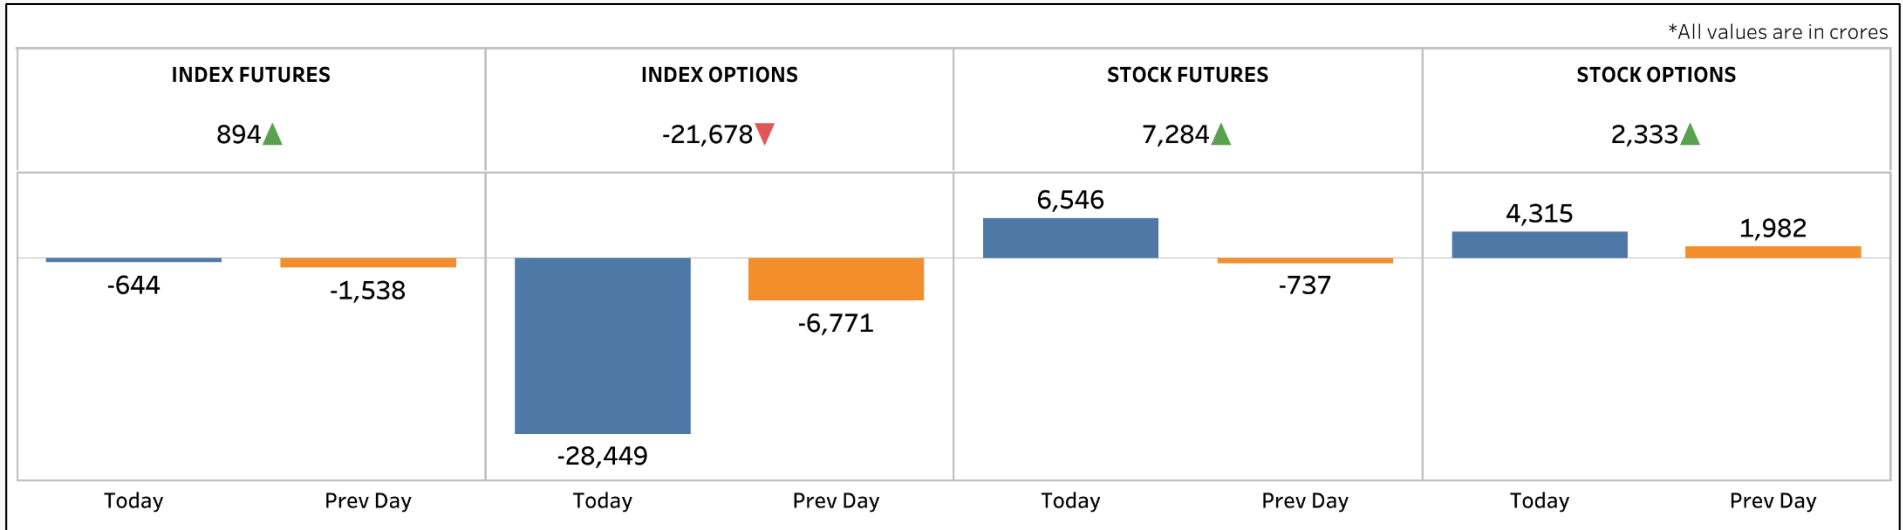 *All values are in crores
INDEX FUTURES
INDEX OPTIONS
STOCK FUTURES
STOCK OPTIONS
894▲
-21,678▼
7,284▲
2,333▲
-644
-1,538
-28,449
-6,771
6,546
-737
4,315
1,982
Today
Prev Day
Today
Prev Day
Today
Prev Day
Today
Prev Day